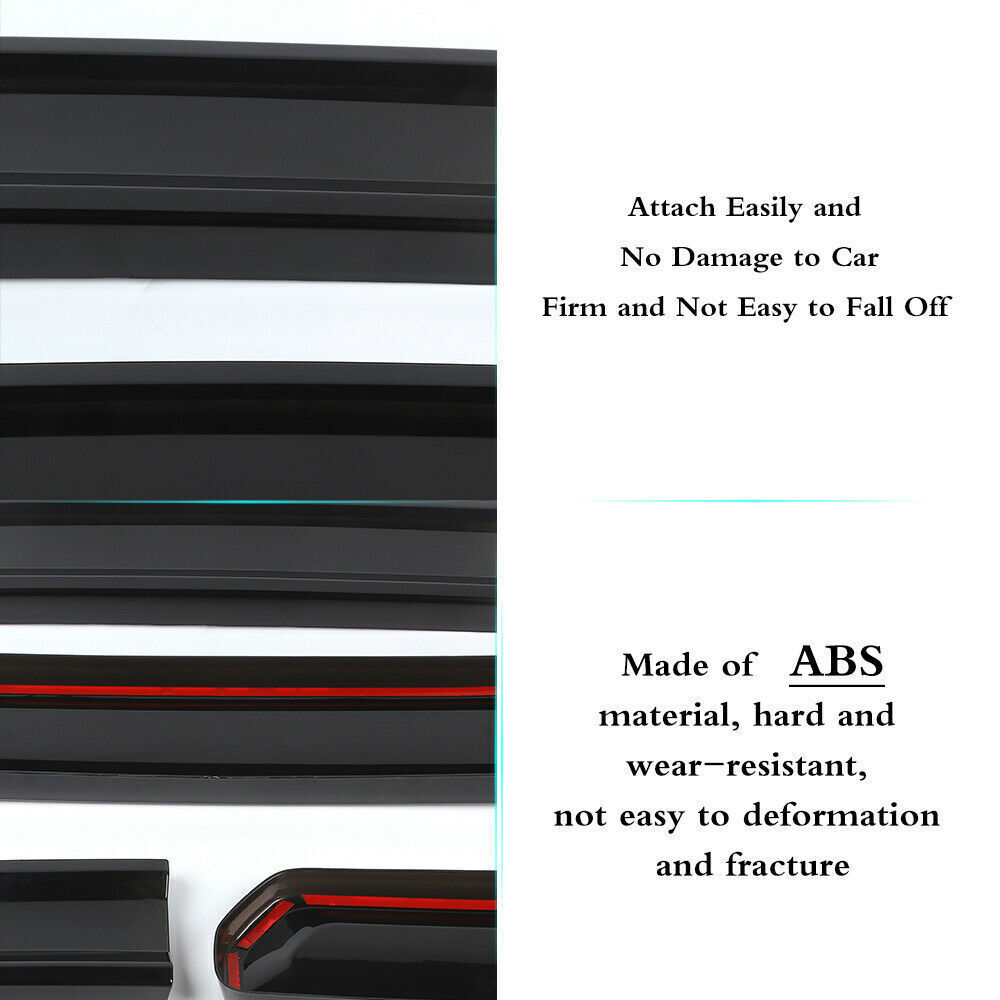 Attach Easily and
No Damage to Car
Firm and Not Easy to Fall Off
Made of ABS
material, hard and
wear-resistant,
not easy to deformation
and fracture